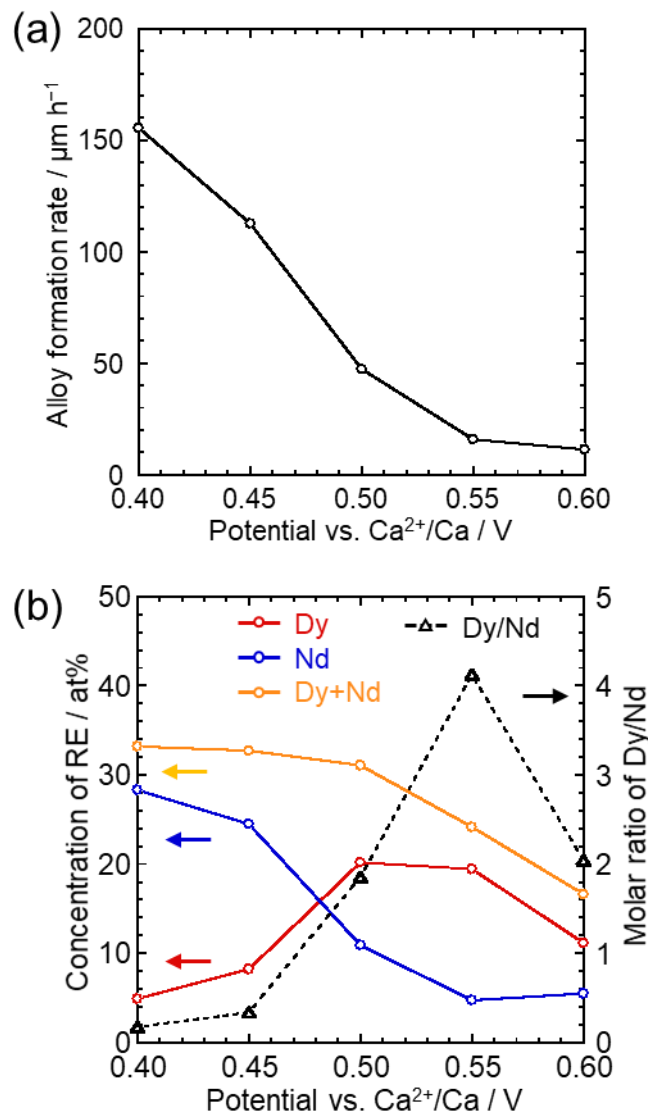 (a)
200
150
100
50
0
Alloy formation rate / μm h⁻¹
0.40 0.45 0.50 0.55 0.60
Potential vs. Ca²⁺/Ca / V
(b)
50
40
30
20
10
0
Concentration of RE / at%
Dy
Nd
Dy+Nd
Dy/Nd
5
4
3
2
1
0
Molar ratio of Dy/Nd
0.40 0.45 0.50 0.55 0.60
Potential vs. Ca²⁺/Ca / V